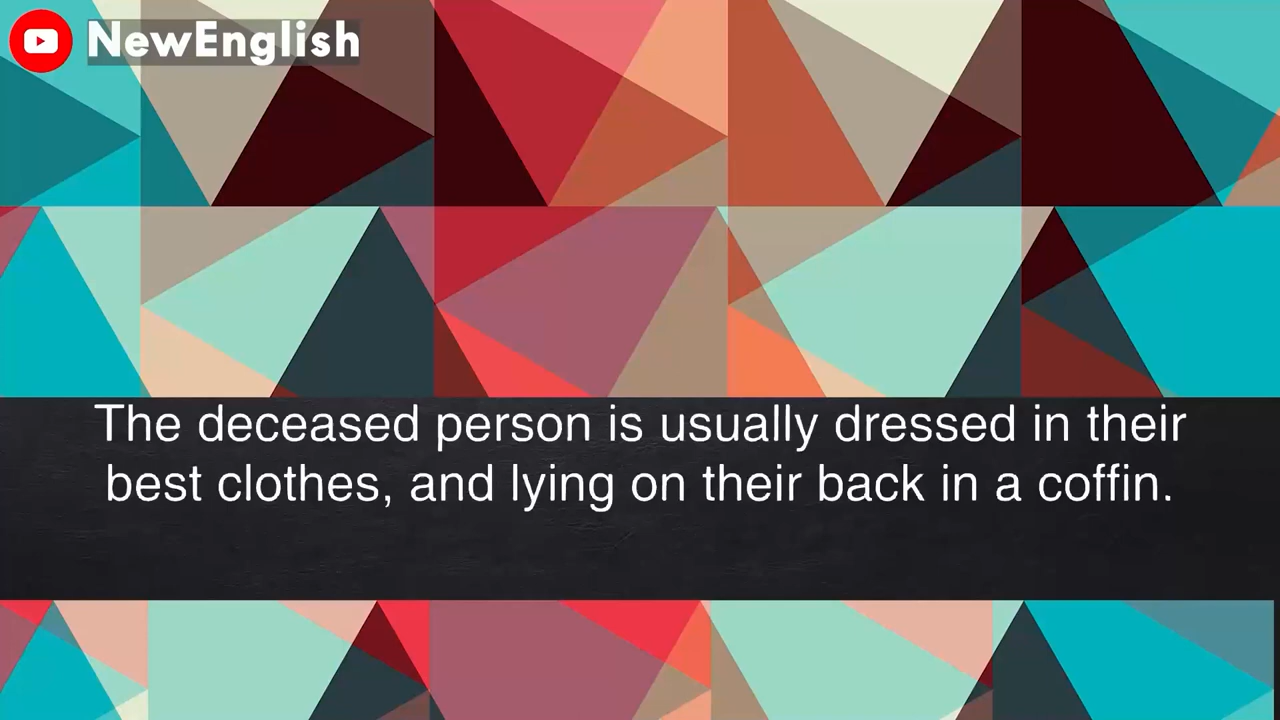 NewEnglish
The deceased person is usually dressed in their
best clothes, and lying on their back in a coffin.